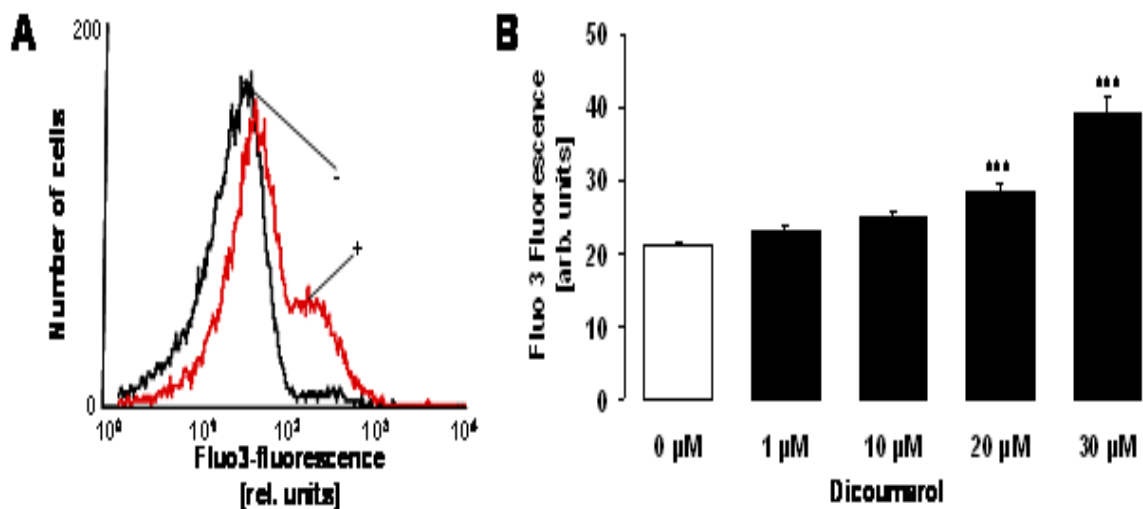 A
200
Number of cells
-
+
0
10⁰ 10¹ 10² 10³ 10⁴
Fluo3-fluorescence
[rel. units]
B
Fluo 3 Fluorescence
[arb. units]
50
40
30
20
10
0
***
***
0 µM 1 µM 10 µM 20 µM 30 µM
Dicoumarol